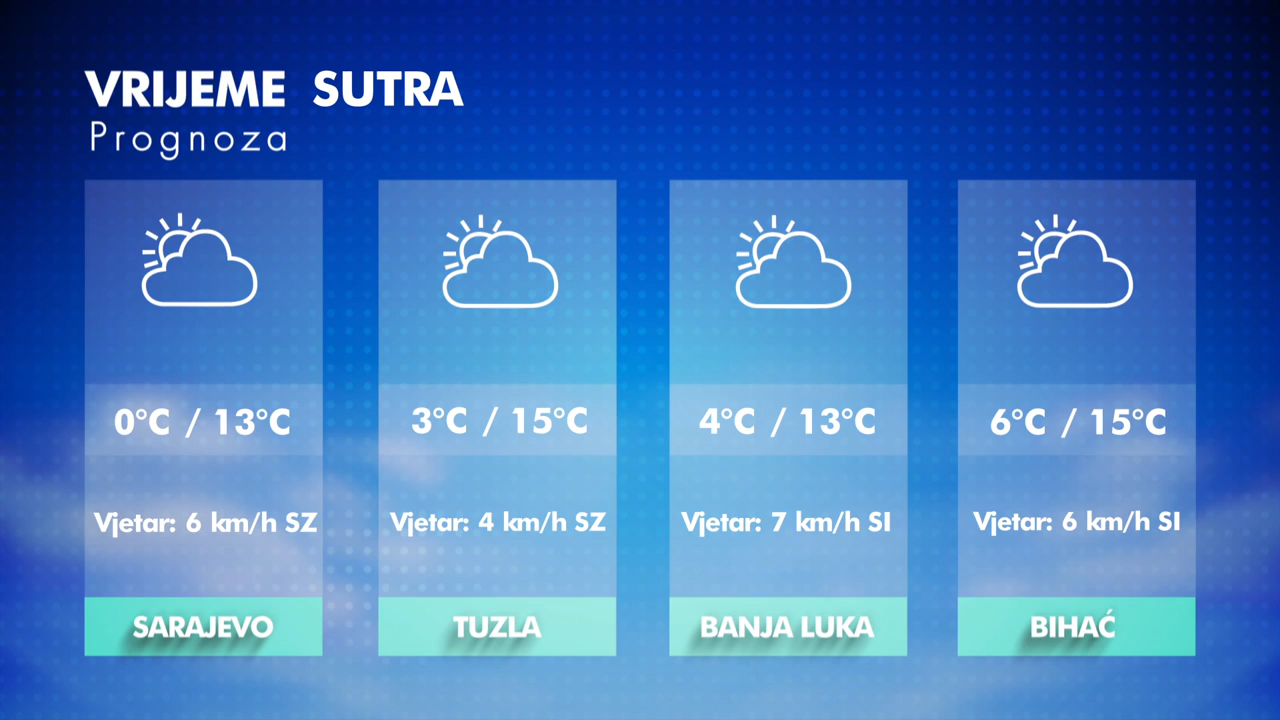 VRIJEME SUTRA
Prognoza
0°C / 13°C
Vjetar: 6 km/h SZ
SARAJEVO
3°C / 15°C
Vjetar: 4 km/h SZ
TUZLA
4°C / 13°C
Vjetar: 7 km/h SI
BANJA LUKA
6°C / 15°C
Vjetar: 6 km/h SI
BIHAĆ